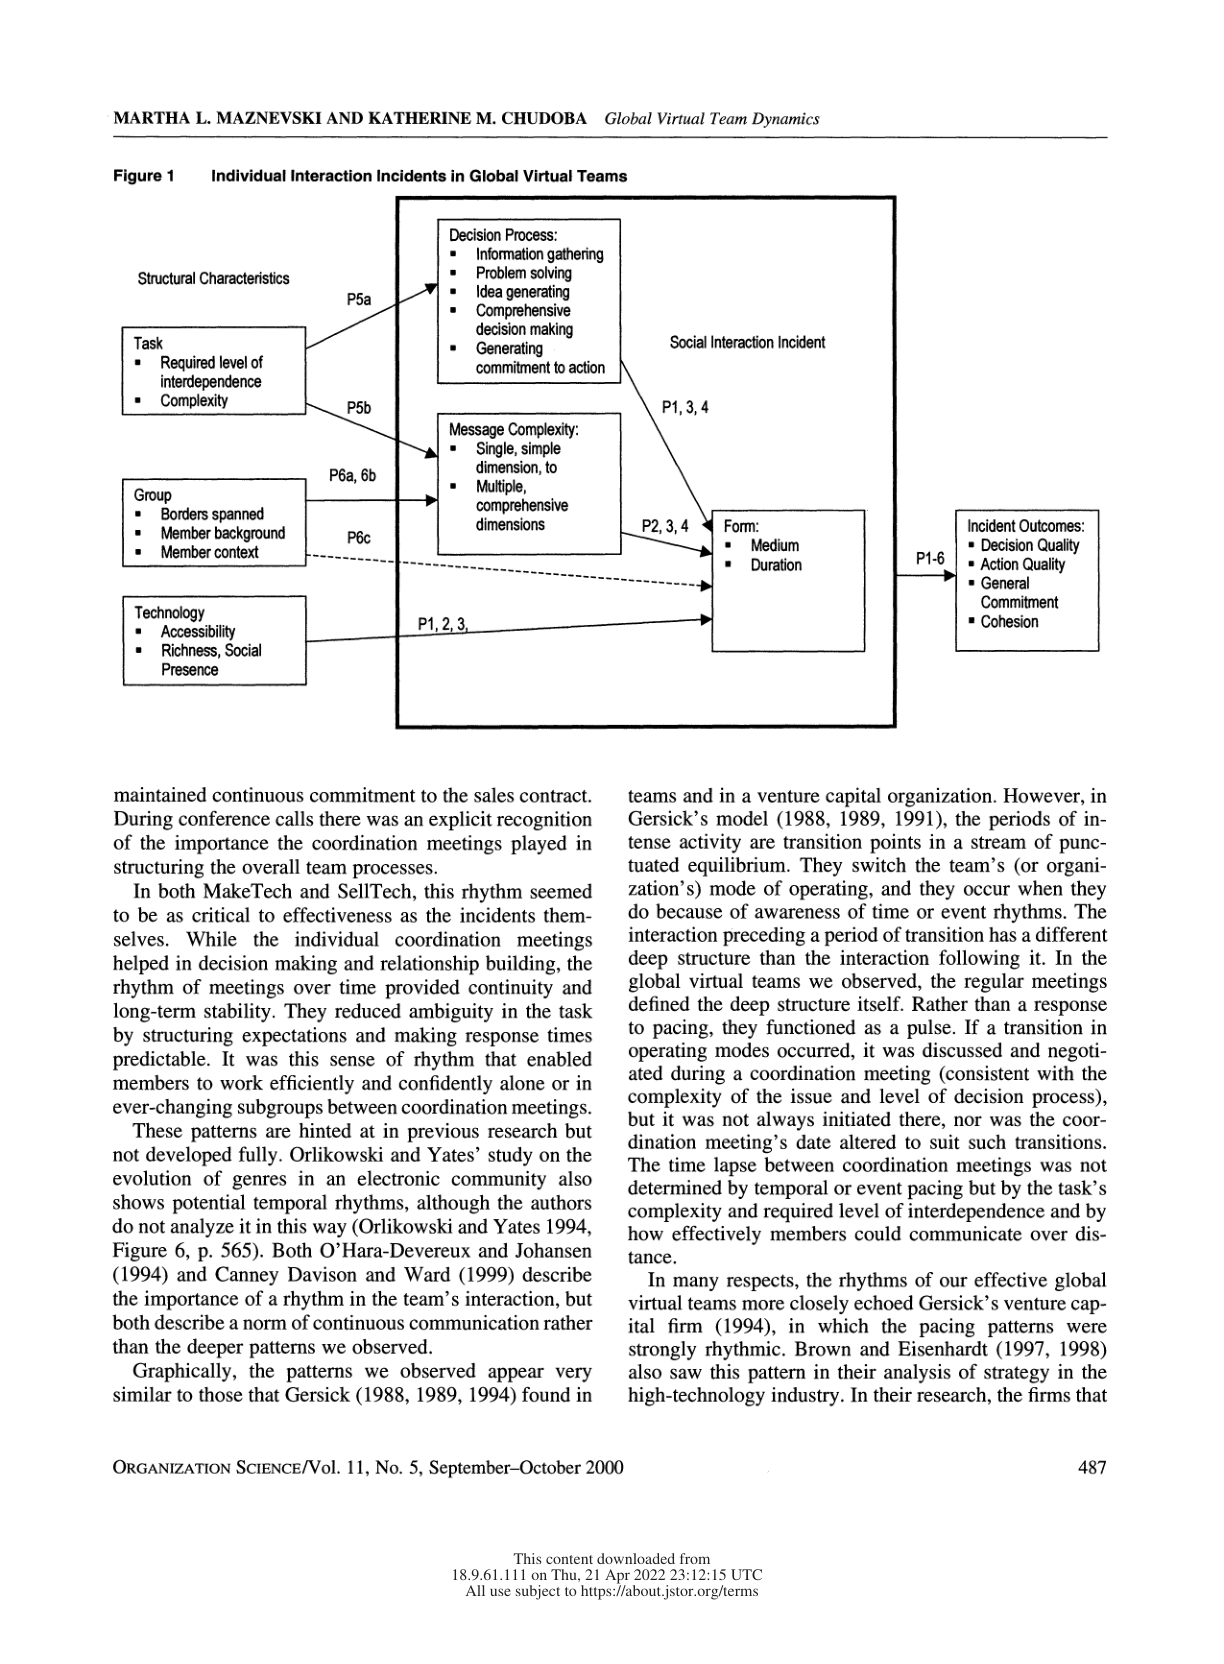 MARTHA L. MAZNEVSKI AND KATHERINE M. CHUDOBA Global Virtual Team Dynamics
Figure 1 Individual Interaction Incidents in Global Virtual Teams
Structural Characteristics
Task
▪ Required level of
interdependence
▪ Complexity
Group
▪ Borders spanned
▪ Member background
▪ Member context
Technology
▪ Accessibility
▪ Richness, Social
Presence
P5a
P5b
P6a, 6b
P6c
P1, 2, 3,
Decision Process:
▪ Information gathering
▪ Problem solving
▪ Idea generating
▪ Comprehensive
decision making
▪ Generating
commitment to action
Message Complexity:
▪ Single, simple
dimension, to
▪ Multiple,
comprehensive
dimensions
Social Interaction Incident
P1, 3, 4
P2, 3, 4
Form:
▪ Medium
▪ Duration
P1-6
Incident Outcomes:
▪ Decision Quality
▪ Action Quality
▪ General
Commitment
▪ Cohesion
maintained continuous commitment to the sales contract.
During conference calls there was an explicit recognition
of the importance the coordination meetings played in
structuring the overall team processes.
In both MakeTech and SellTech, this rhythm seemed
to be as critical to effectiveness as the incidents them-
selves. While the individual coordination meetings
helped in decision making and relationship building, the
rhythm of meetings over time provided continuity and
long-term stability. They reduced ambiguity in the task
by structuring expectations and making response times
predictable. It was this sense of rhythm that enabled
members to work efficiently and confidently alone or in
ever-changing subgroups between coordination meetings.
These patterns are hinted at in previous research but
not developed fully. Orlikowski and Yates' study on the
evolution of genres in an electronic community also
shows potential temporal rhythms, although the authors
do not analyze it in this way (Orlikowski and Yates 1994,
Figure 6, p. 565). Both O'Hara-Devereux and Johansen
(1994) and Canney Davison and Ward (1999) describe
the importance of a rhythm in the team's interaction, but
both describe a norm of continuous communication rather
than the deeper patterns we observed.
Graphically, the patterns we observed appear very
similar to those that Gersick (1988, 1989, 1994) found in
teams and in a venture capital organization. However, in
Gersick's model (1988, 1989, 1991), the periods of in-
tense activity are transition points in a stream of punc-
tuated equilibrium. They switch the team's (or organi-
zation's) mode of operating, and they occur when they
do because of awareness of time or event rhythms. The
interaction preceding a period of transition has a different
deep structure than the interaction following it. In the
global virtual teams we observed, the regular meetings
defined the deep structure itself. Rather than a response
to pacing, they functioned as a pulse. If a transition in
operating modes occurred, it was discussed and negoti-
ated during a coordination meeting (consistent with the
complexity of the issue and level of decision process),
but it was not always initiated there, nor was the coor-
dination meeting's date altered to suit such transitions.
The time lapse between coordination meetings was not
determined by temporal or event pacing but by the task's
complexity and required level of interdependence and by
how effectively members could communicate over dis-
tance.
In many respects, the rhythms of our effective global
virtual teams more closely echoed Gersick's venture cap-
ital firm (1994), in which the pacing patterns were
strongly rhythmic. Brown and Eisenhardt (1997, 1998)
also saw this pattern in their analysis of strategy in the
high-technology industry. In their research, the firms that
ORGANIZATION SCIENCE/Vol. 11, No. 5, September–October 2000 487
This content downloaded from
18.9.61.111 on Thu, 21 Apr 2022 23:12:15 UTC
All use subject to https://about.jstor.org/terms